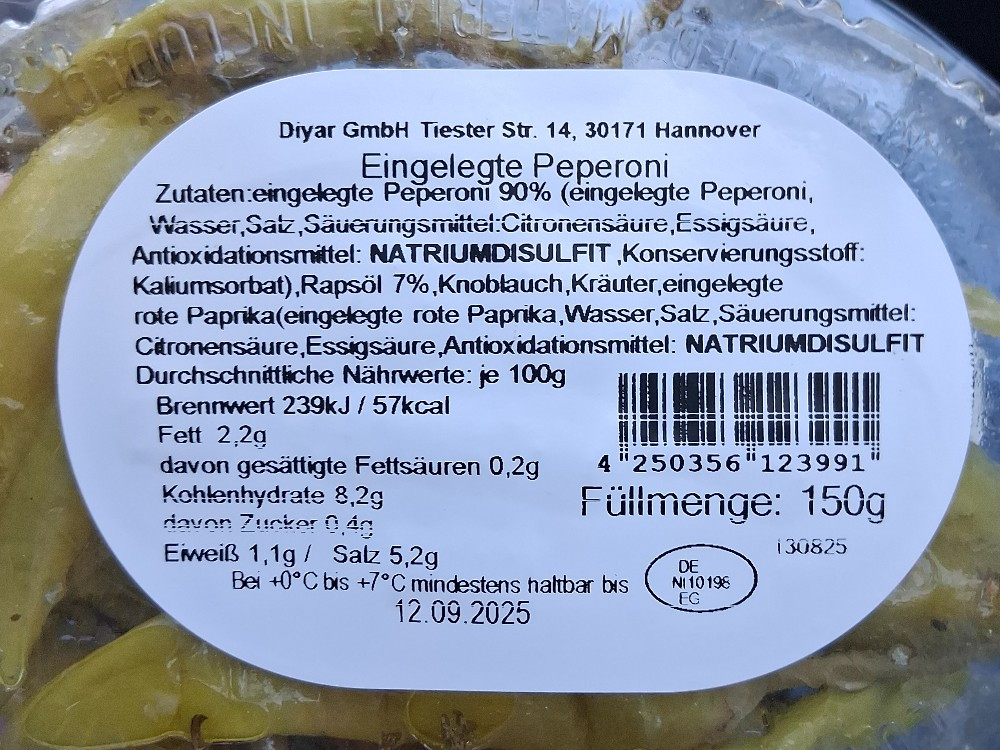 Diyar GmbH Tiester Str. 14, 30171 Hannover
Eingelegte Peperoni
Zutaten:eingelegte Peperoni 90% (eingelegte Peperoni,
Wasser,Salz,Säuerungsmittel:Citronensäure,Essigsäure,
Antioxidationsmittel: NATRIUMDISULFIT ,Konservierungsstoff:
Kaliumsorbat),Rapsöl 7%,Knoblauch,Kräuter,eingelegte
rote Paprika(eingelegte rote Paprika,Wasser,Salz,Säuerungsmittel:
Citronensäure,Essigsäure,Antioxidationsmittel: NATRIUMDISULFIT
Durchschnittliche Nährwerte: je 100g
Brennwert 239kJ / 57kcal
Fett 2,2g
davon gesättigte Fettsäuren 0,2g
Kohlenhydrate 8,2g
davon Zucker 0,4g
Eiweiß 1,1g / Salz 5,2g
Bei +0°C bis +7°C mindestens haltbar bis
12.09.2025
4 "250356"123991"
Füllmenge: 150g
130825
DE
NI10198
EG